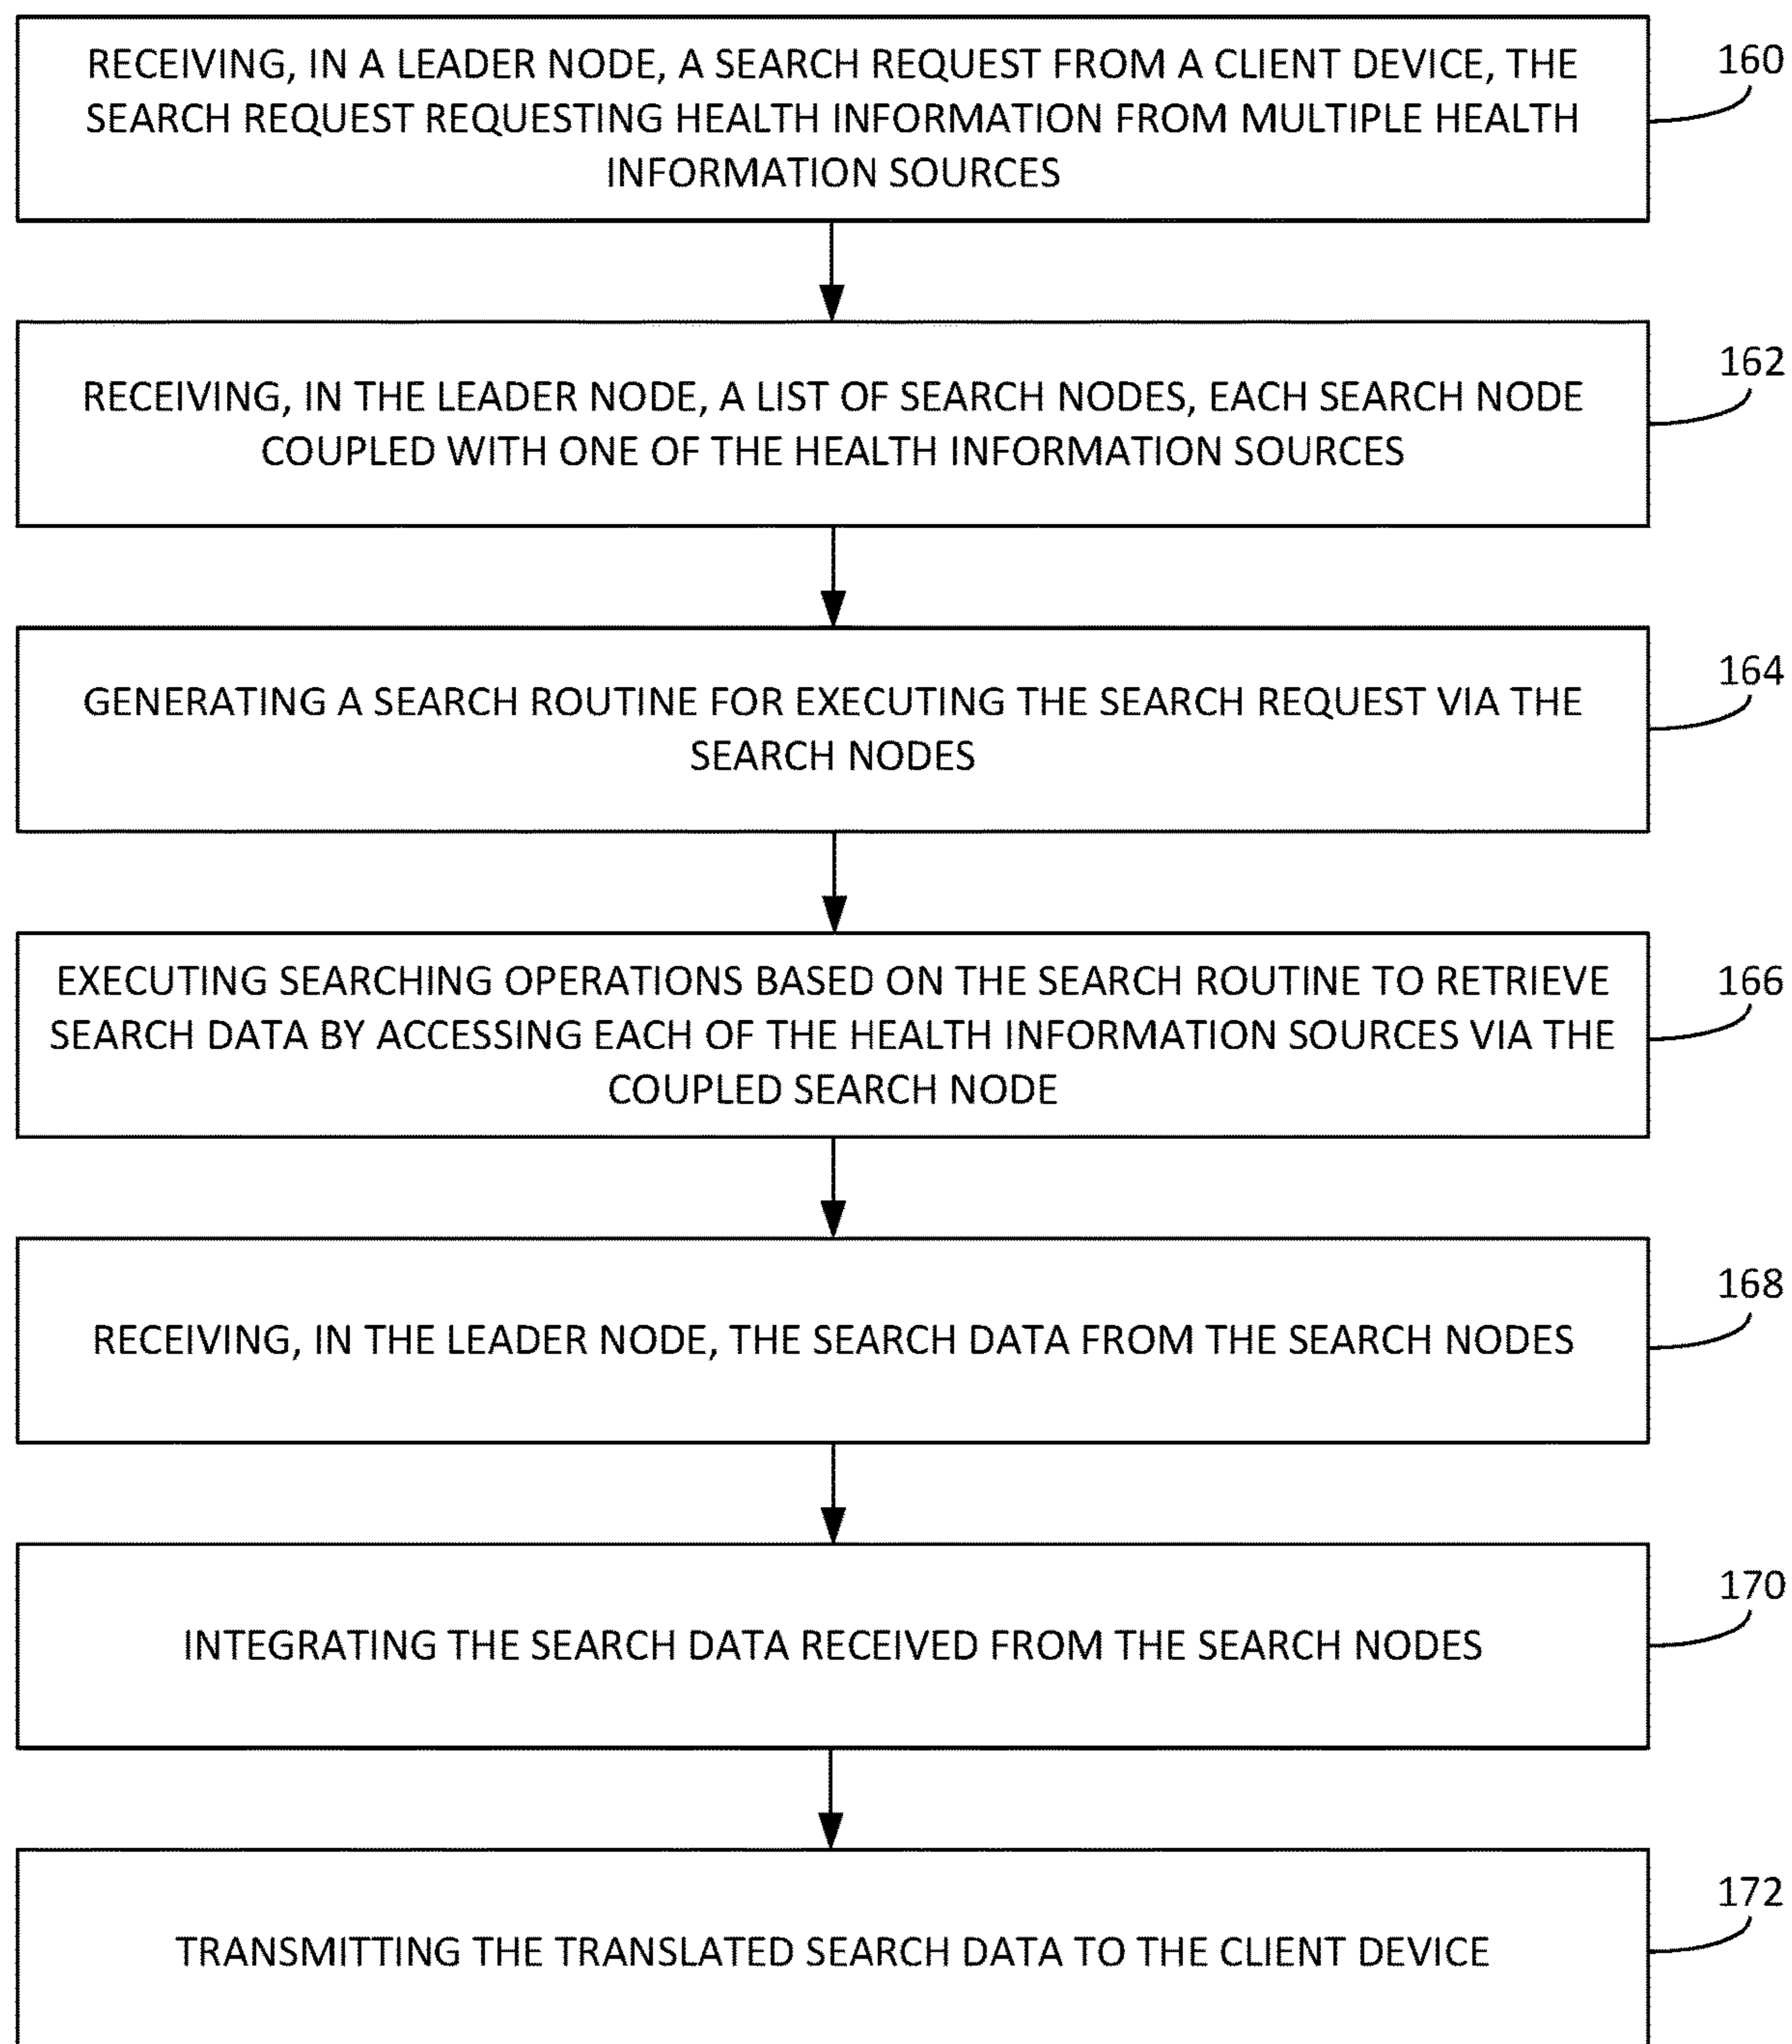 RECEIVING, IN A LEADER NODE, A SEARCH REQUEST FROM A CLIENT DEVICE, THE
SEARCH REQUEST REQUESTING HEALTH INFORMATION FROM MULTIPLE HEALTH
INFORMATION SOURCES
160
RECEIVING, IN THE LEADER NODE, A LIST OF SEARCH NODES, EACH SEARCH NODE
COUPLED WITH ONE OF THE HEALTH INFORMATION SOURCES
162
GENERATING A SEARCH ROUTINE FOR EXECUTING THE SEARCH REQUEST VIA THE
SEARCH NODES
164
EXECUTING SEARCHING OPERATIONS BASED ON THE SEARCH ROUTINE TO RETRIEVE
SEARCH DATA BY ACCESSING EACH OF THE HEALTH INFORMATION SOURCES VIA THE
COUPLED SEARCH NODE
166
RECEIVING, IN THE LEADER NODE, THE SEARCH DATA FROM THE SEARCH NODES
168
INTEGRATING THE SEARCH DATA RECEIVED FROM THE SEARCH NODES
170
TRANSMITTING THE TRANSLATED SEARCH DATA TO THE CLIENT DEVICE
172